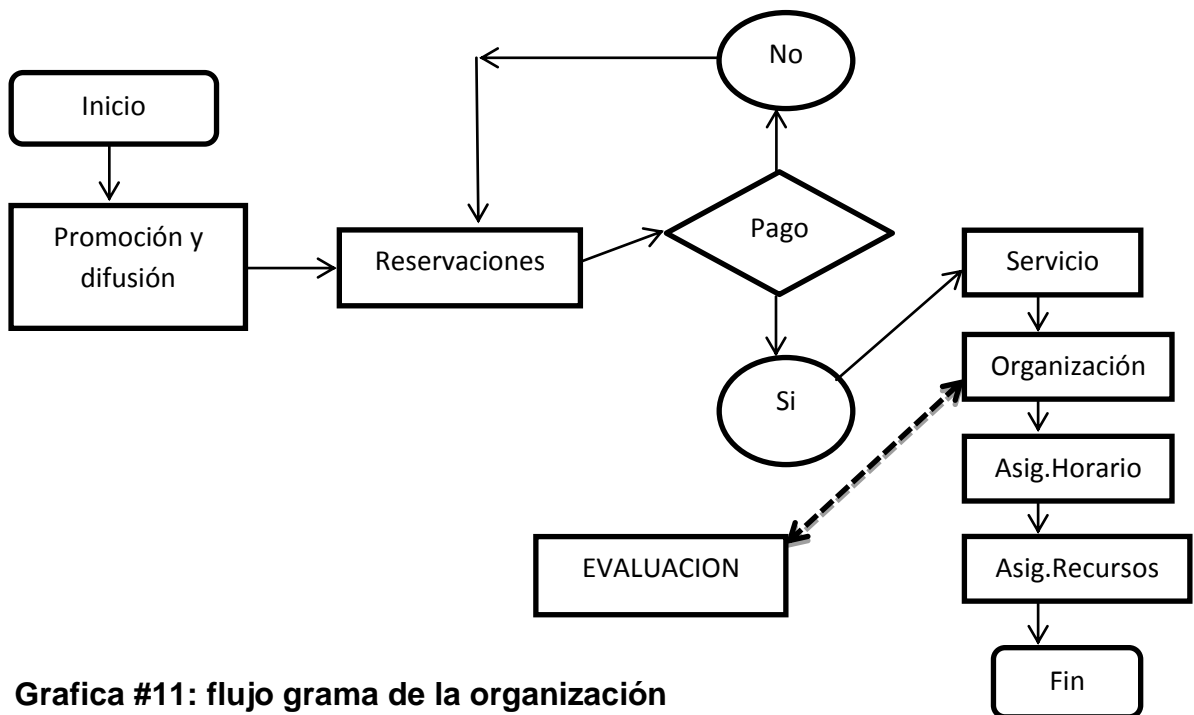 Inicio
Promoción y
difusión
Reservaciones
Pago
No
Si
Servicio
Organización
Asig.Horario
Asig.Recursos
Fin
EVALUACION
Grafica #11: flujo grama de la organización